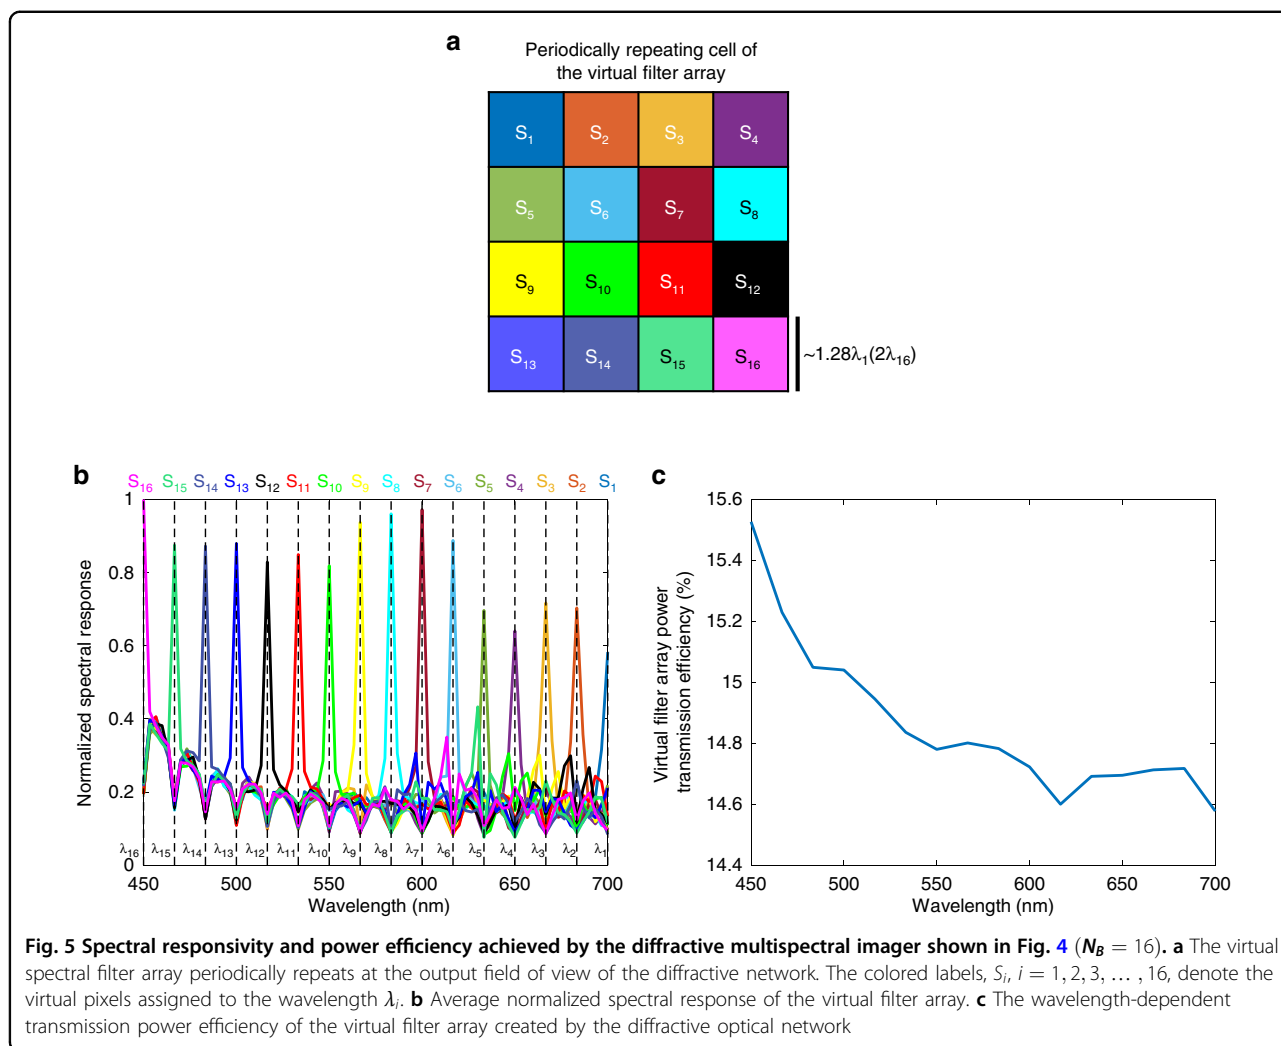 a
Periodically repeating cell of
the virtual filter array
S1 S2 S3 S4
S5 S6 S7 S8
S9 S10 S11 S12
S13 S14 S15 S16
~1.28λ1(2λ16)
b
S16 S15 S14 S13 S12 S11 S10 S9 S8 S7 S6 S5 S4 S3 S2 S1
Normalized spectral response
1
0.8
0.6
0.4
0.2
0
λ16 λ15 λ14 λ13 λ12 λ11 λ10 λ9 λ8 λ7 λ6 λ5 λ4 λ3 λ2 λ1
450 500 550 600 650 700
Wavelength (nm)
c
Virtual filter array power
transmission efficiency (%)
15.6
15.4
15.2
15
14.8
14.6
14.4
450 500 550 600 650 700
Wavelength (nm)
Fig. 5 Spectral responsivity and power efficiency achieved by the diffractive multispectral imager shown in Fig. 4 (NB = 16). a The virtual
spectral filter array periodically repeats at the output field of view of the diffractive network. The colored labels, Si, i = 1, 2, 3, … , 16, denote the
virtual pixels assigned to the wavelength λi. b Average normalized spectral response of the virtual filter array. c The wavelength-dependent
transmission power efficiency of the virtual filter array created by the diffractive optical network